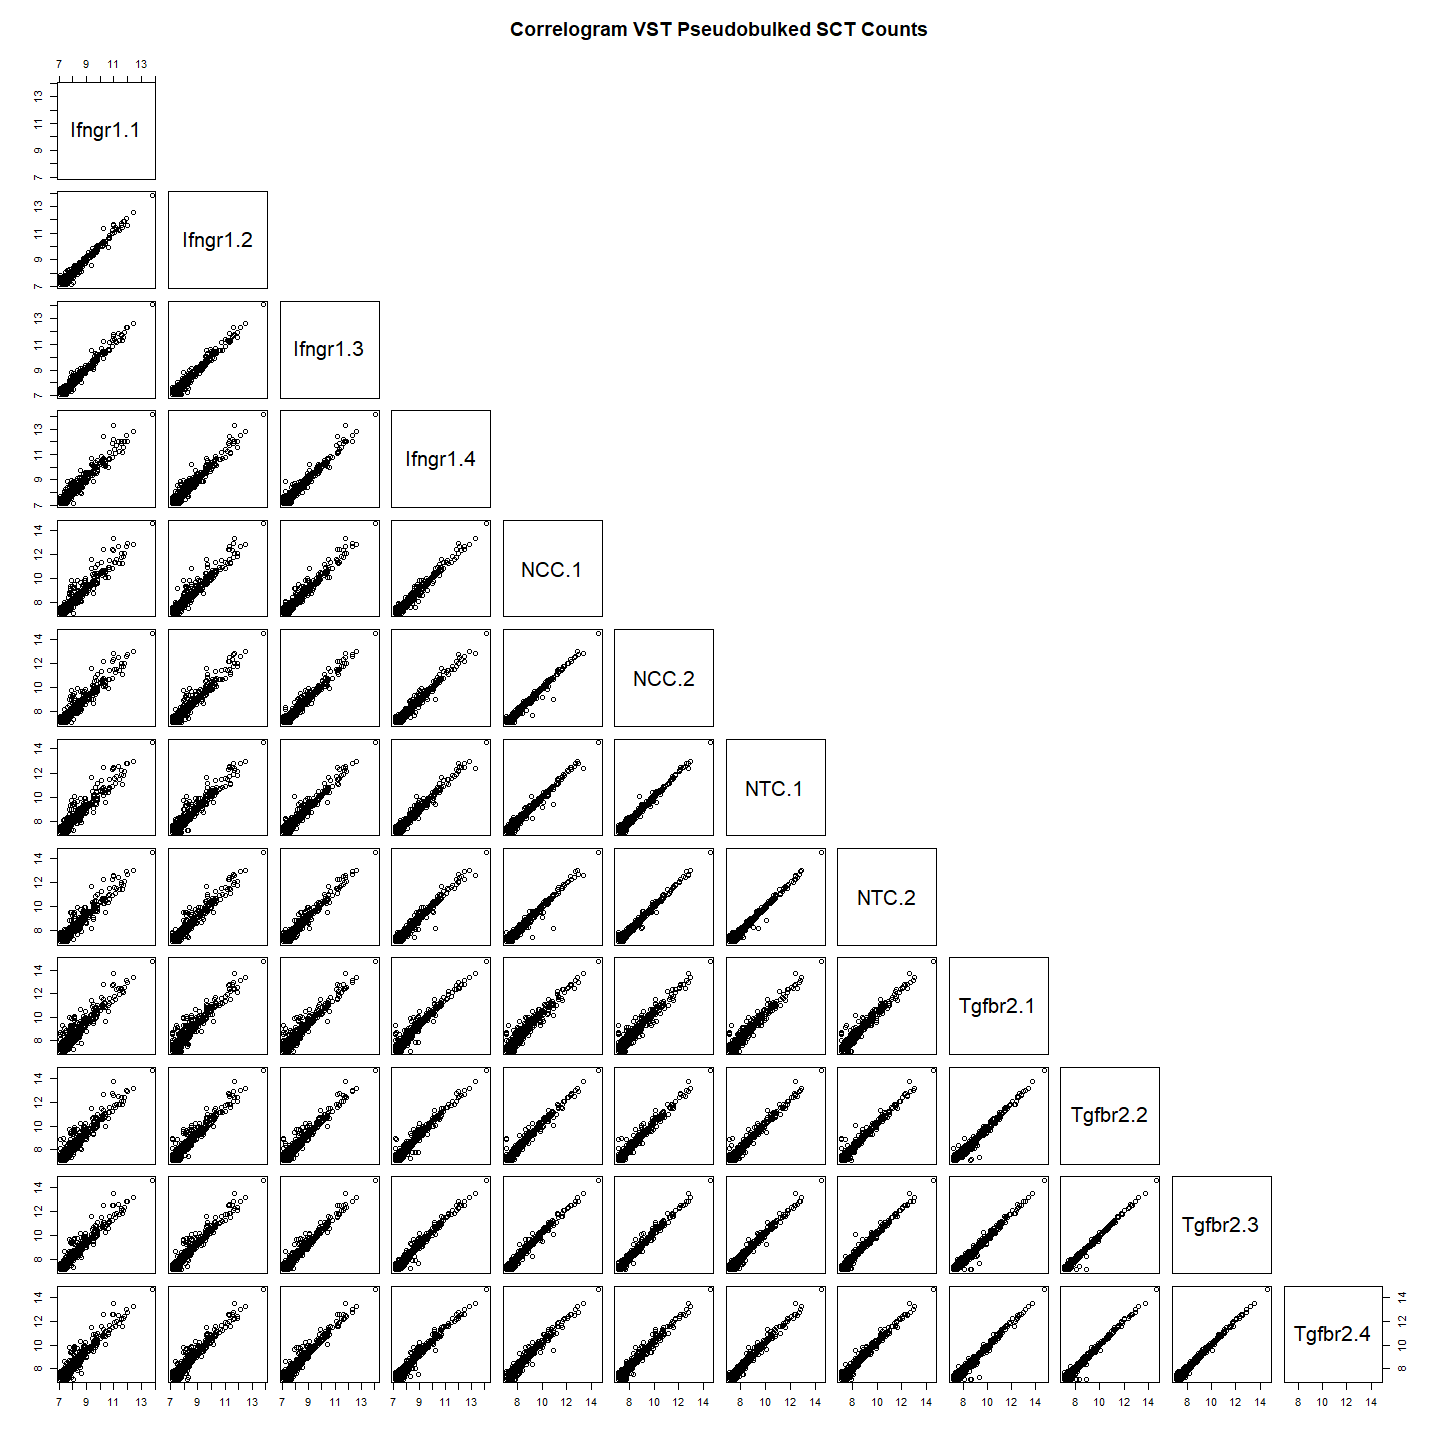 Correlogram VST Pseudobulked SCT Counts
7 9 11 13
13 11 9 7
Ifngr1.1
13 11 9 7
Ifngr1.2
13 11 9 7
Ifngr1.3
13 11 9 7
Ifngr1.4
14 12 10 8
NCC.1
14 12 10 8
NCC.2
14 12 10 8
NTC.1
14 12 10 8
NTC.2
14 12 10 8
Tgfbr2.1
14 12 10 8
Tgfbr2.2
14 12 10 8
Tgfbr2.3
14 12 10 8
Tgfbr2.4
14 12 10 8
7 9 11 13 7 9 11 13 7 9 11 13 7 9 11 13 8 10 12 14 8 10 12 14 8 10 12 14 8 10 12 14 8 10 12 14 8 10 12 14 8 10 12 14 8 10 12 14